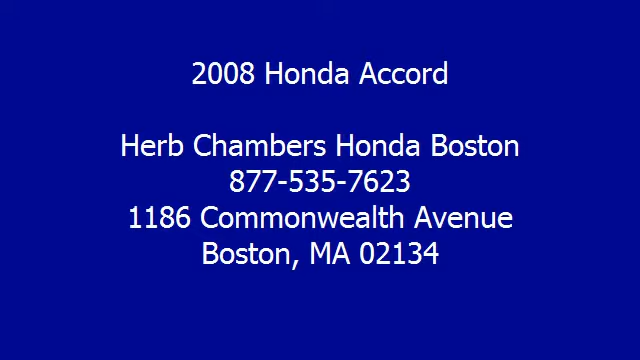 2008 Honda Accord
Herb Chambers Honda Boston
877-535-7623
1186 Commonwealth Avenue
Boston, MA 02134